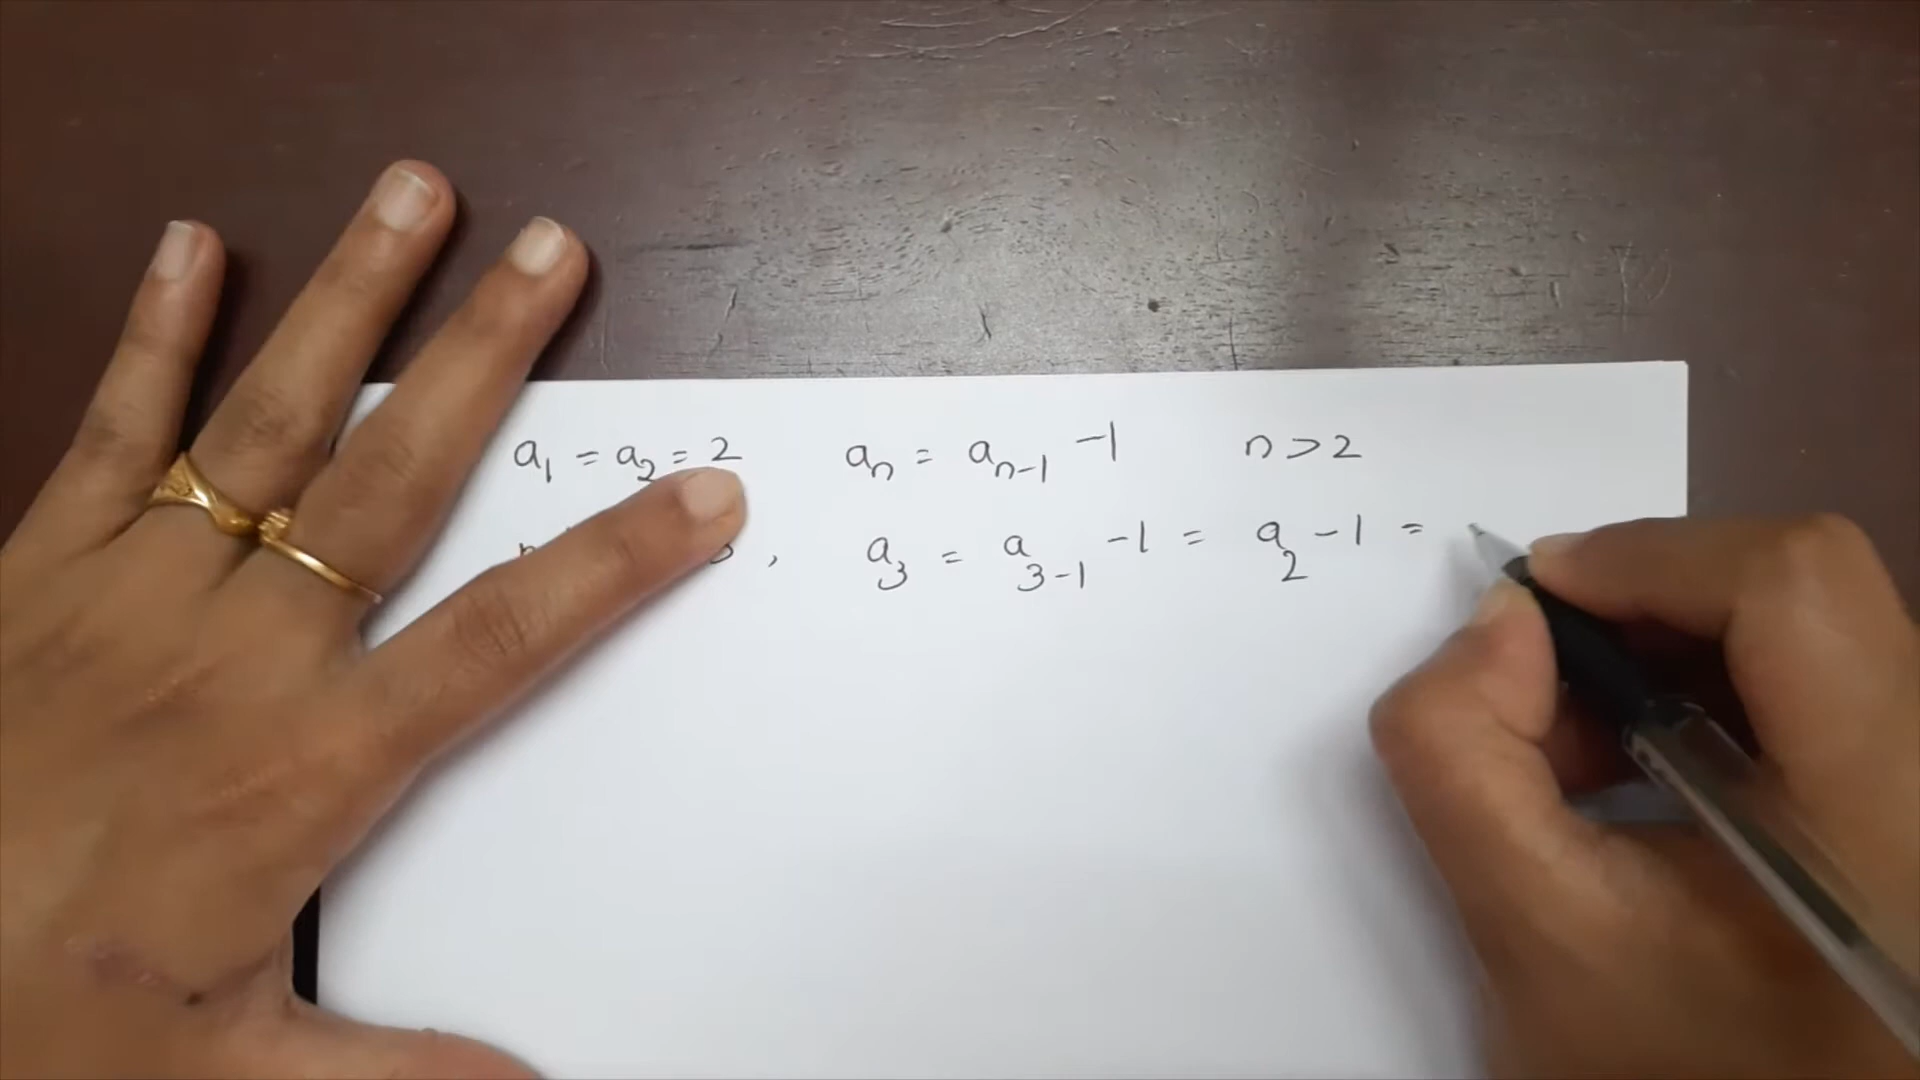 a₁ = a₂ = 2 aₙ = aₙ₋₁ -1 n > 2
, a₃ = a₃₋₁ -1 = a₂ -1 =